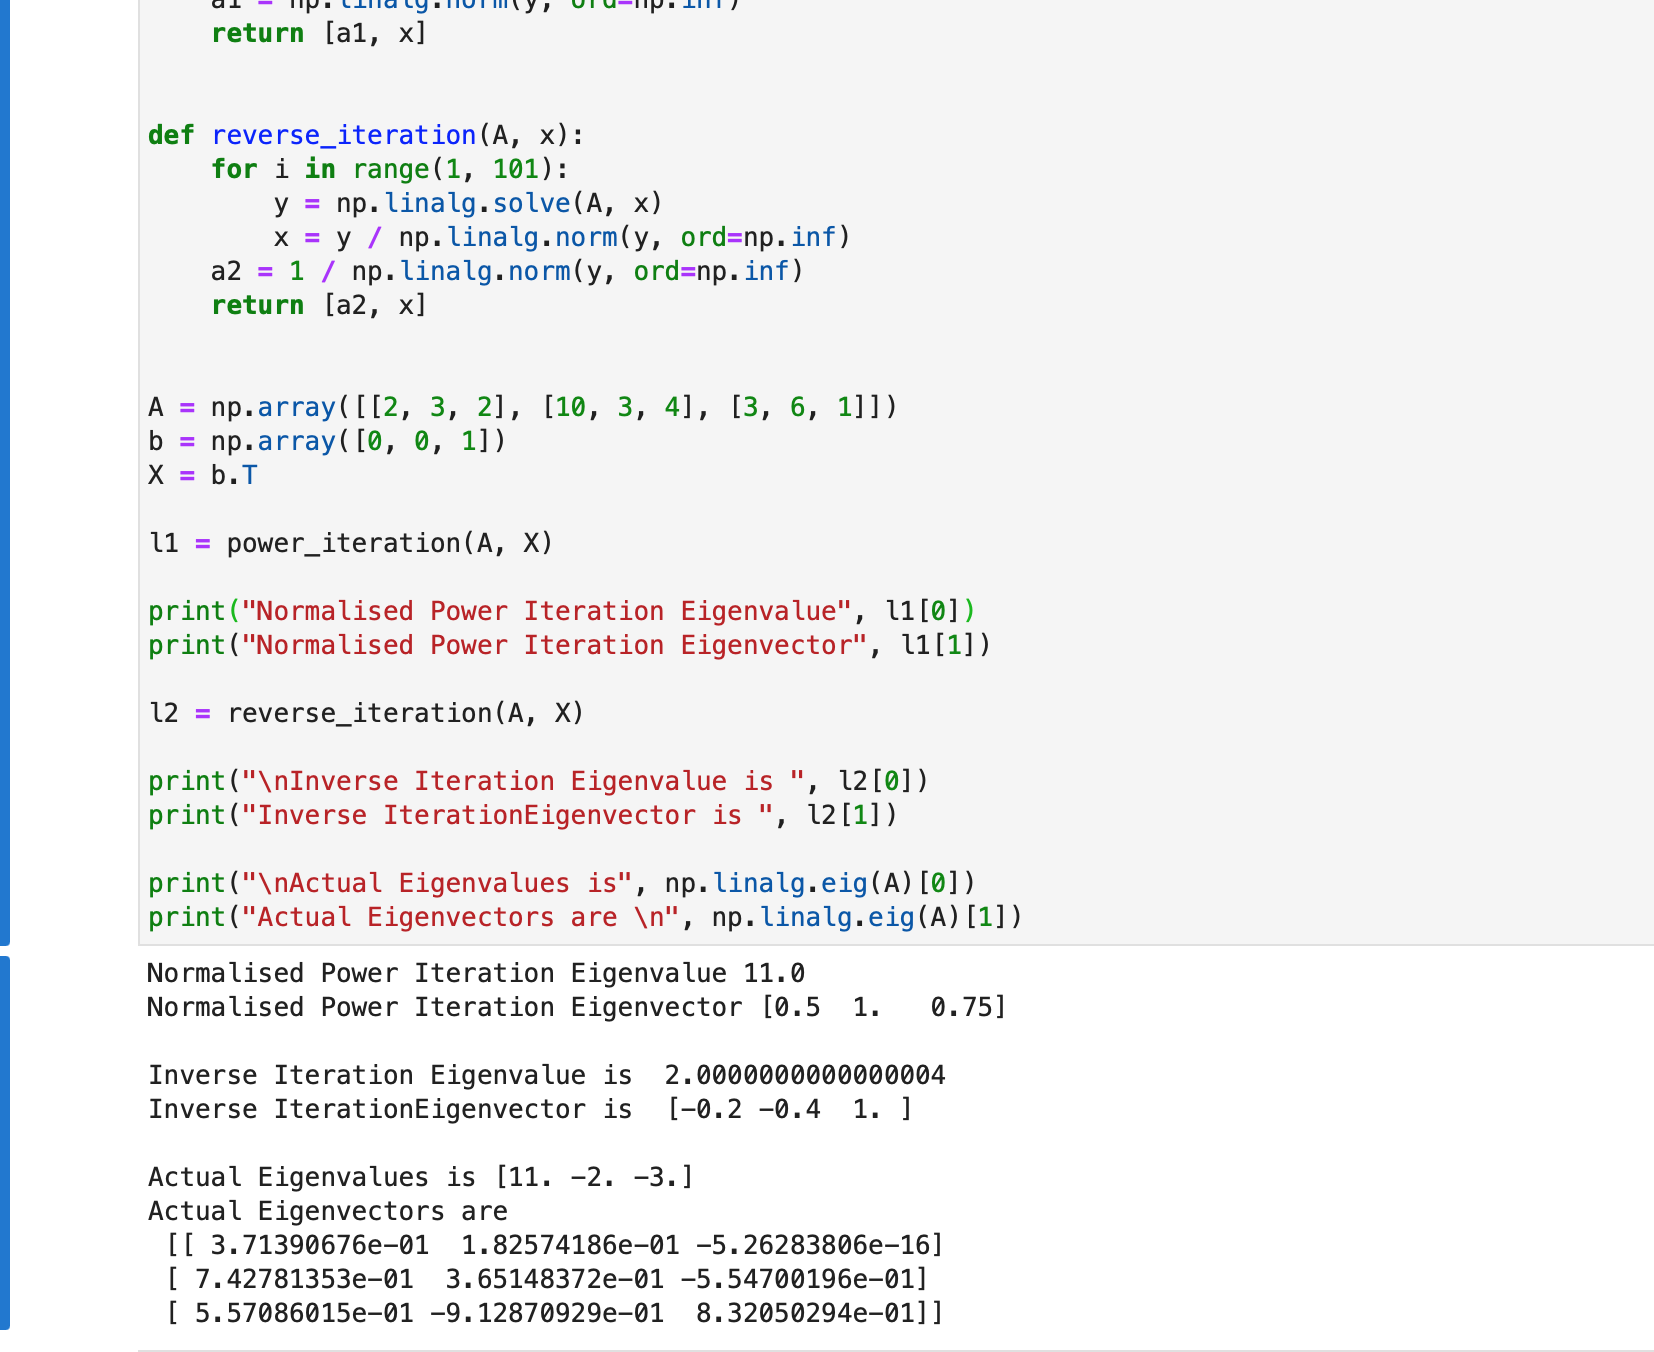 a1 = np.linalg.norm(y, ord=np.inf)
return [a1, x]
def reverse_iteration(A, x):
for i in range(1, 101):
y = np.linalg.solve(A, x)
x = y / np.linalg.norm(y, ord=np.inf)
a2 = 1 / np.linalg.norm(y, ord=np.inf)
return [a2, x]
A = np.array([[2, 3, 2], [10, 3, 4], [3, 6, 1]])
b = np.array([0, 0, 1])
X = b.T
l1 = power_iteration(A, X)
print("Normalised Power Iteration Eigenvalue", l1[0])
print("Normalised Power Iteration Eigenvector", l1[1])
l2 = reverse_iteration(A, X)
print("\nInverse Iteration Eigenvalue is ", l2[0])
print("Inverse IterationEigenvector is ", l2[1])
print("\nActual Eigenvalues is", np.linalg.eig(A)[0])
print("Actual Eigenvectors are \n", np.linalg.eig(A)[1])
Normalised Power Iteration Eigenvalue 11.0
Normalised Power Iteration Eigenvector [0.5  1.   0.75]
Inverse Iteration Eigenvalue is  2.0000000000000004
Inverse IterationEigenvector is  [-0.2 -0.4  1. ]
Actual Eigenvalues is [11. -2. -3.]
Actual Eigenvectors are
[[ 3.71390676e-01  1.82574186e-01 -5.26283806e-16]
[ 7.42781353e-01  3.65148372e-01 -5.54700196e-01]
[ 5.57086015e-01 -9.12870929e-01  8.32050294e-01]]